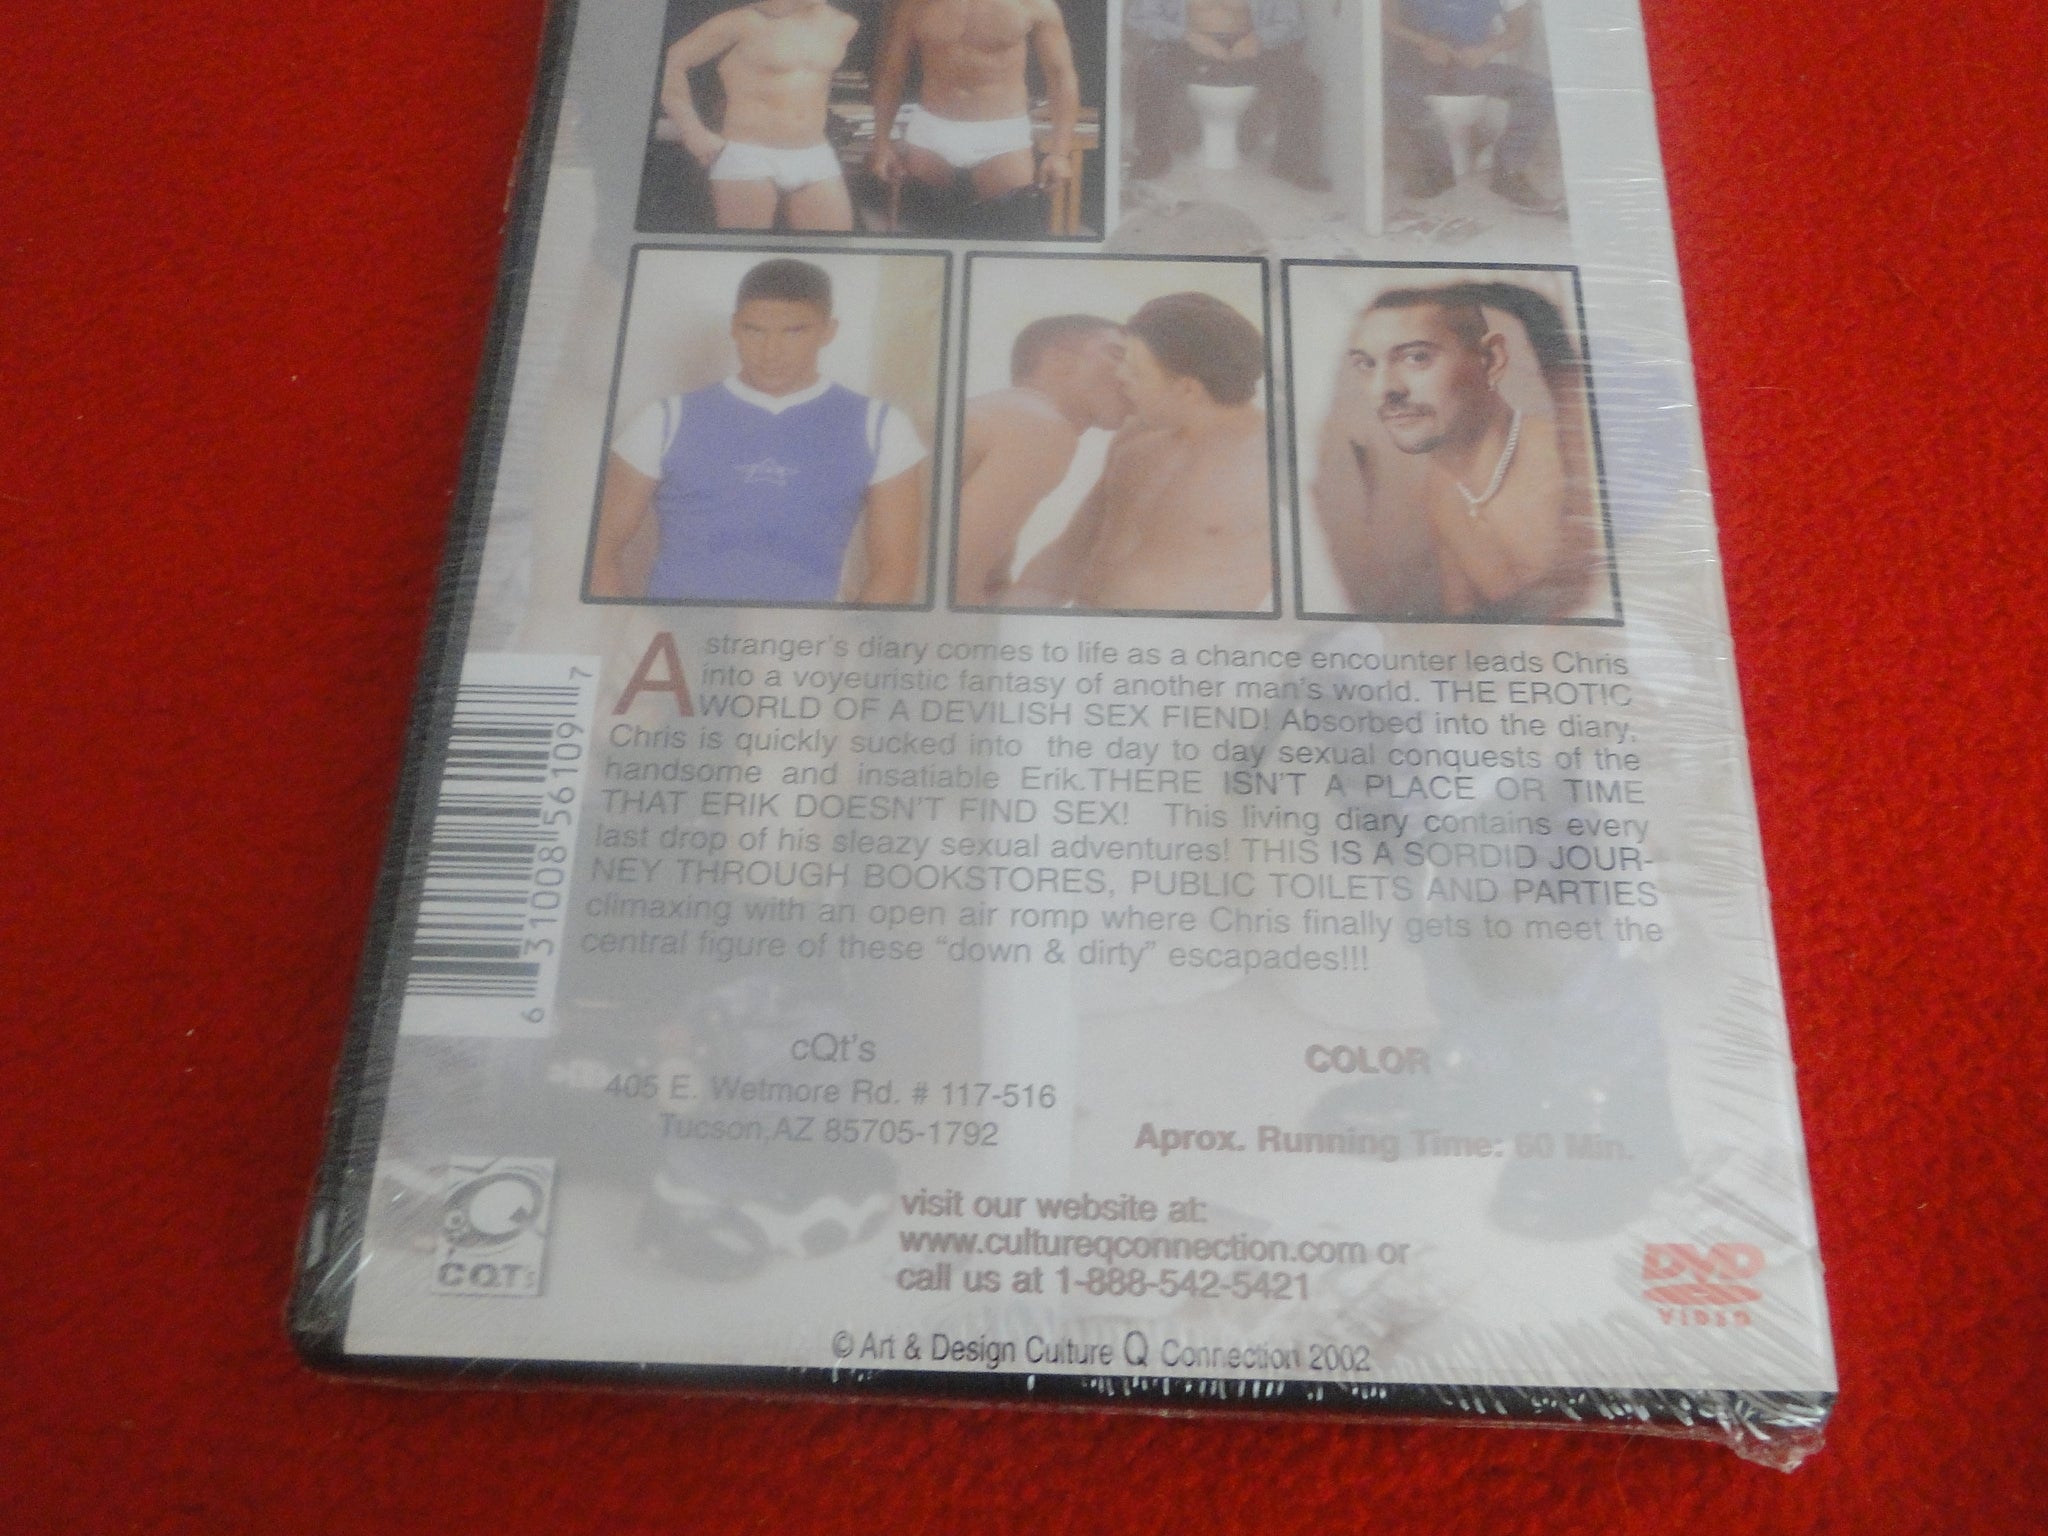 A stranger's diary comes to life as a chance encounter leads Chris
into a voyeuristic fantasy of another man's world. THE EROTIC
WORLD OF A DEVILISH SEX FIEND! Absorbed into the diary,
Chris is quickly sucked into the day to day sexual conquests of the
handsome and insatiable Erik.THERE ISN'T A PLACE OR TIME
THAT ERIK DOESN'T FIND SEX! This living diary contains every
last drop of his sleazy sexual adventures! THIS IS A SORDID JOUR-
NEY THROUGH BOOKSTORES, PUBLIC TOILETS AND PARTIES
climaxing with an open air romp where Chris finally gets to meet the
central figure of these "down & dirty" escapades!!!
6 31008 56109 7
cQt's
405 E. Wetmore Rd. # 117-516
Tucson,AZ 85705-1792
COLOR
Aprox. Running Time: 60 Min.
visit our website at:
www.cultureqconnection.com or
call us at 1-888-542-5421
CQT's
DVD
VIDEO
© Art & Design Culture Q Connection 2002